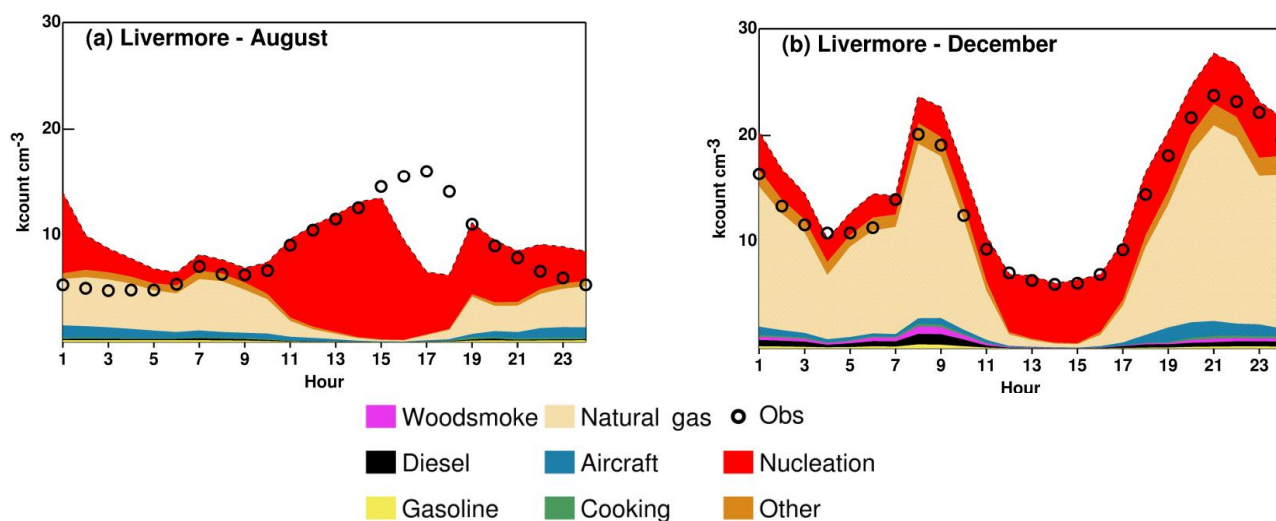 (a) Livermore - August
30
20
10
kcount cm-3
1 3 5 7 9 11 13 15 17 19 21 23
Hour
(b) Livermore - December
30
20
10
kcount cm-3
1 3 5 7 9 11 13 15 17 19 21 23
Hour
Woodsmoke Natural gas Obs
Diesel Aircraft Nucleation
Gasoline Cooking Other